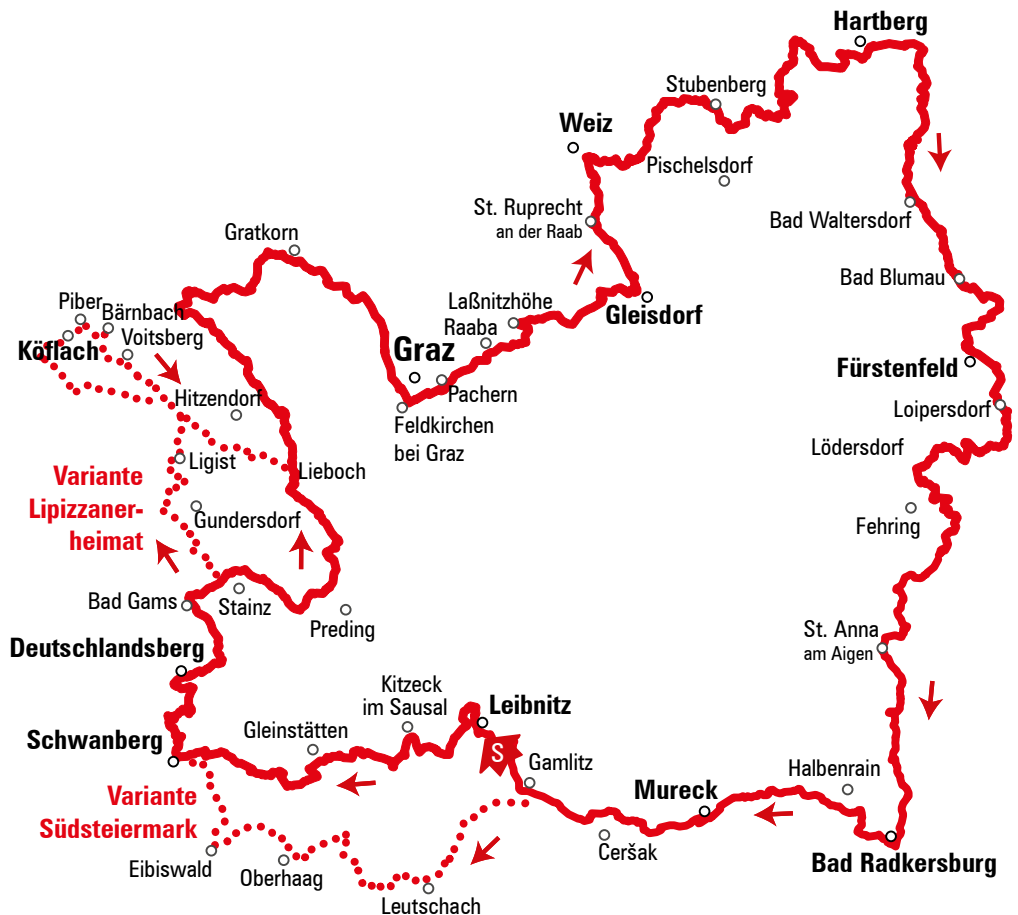 Hartberg
Stubenberg
Weiz
Pischelsdorf
St. Ruprecht
an der Raab
Bad Waltersdorf
Gratkorn
Bad Blumau
Piber
Bärnbach
Voitsberg
Köflach
Laßnitzhöhe
Raaba
Gleisdorf
Graz
Pachern
Fürstenfeld
Hitzendorf
Feldkirchen
bei Graz
Loipersdorf
Lödersdorf
Ligist
Lieboch
Variante
Lipizzaner-
heimat
Gundersdorf
Fehring
Bad Gams
Stainz
Preding
St. Anna
am Aigen
Deutschlandsberg
Kitzeck
im Sausal
Leibnitz
Schwanberg
Gleinstätten
S
Gamlitz
Halbenrain
Mureck
Variante
Südsteiermark
Ceršak
Bad Radkersburg
Eibiswald
Oberhaag
Leutschach